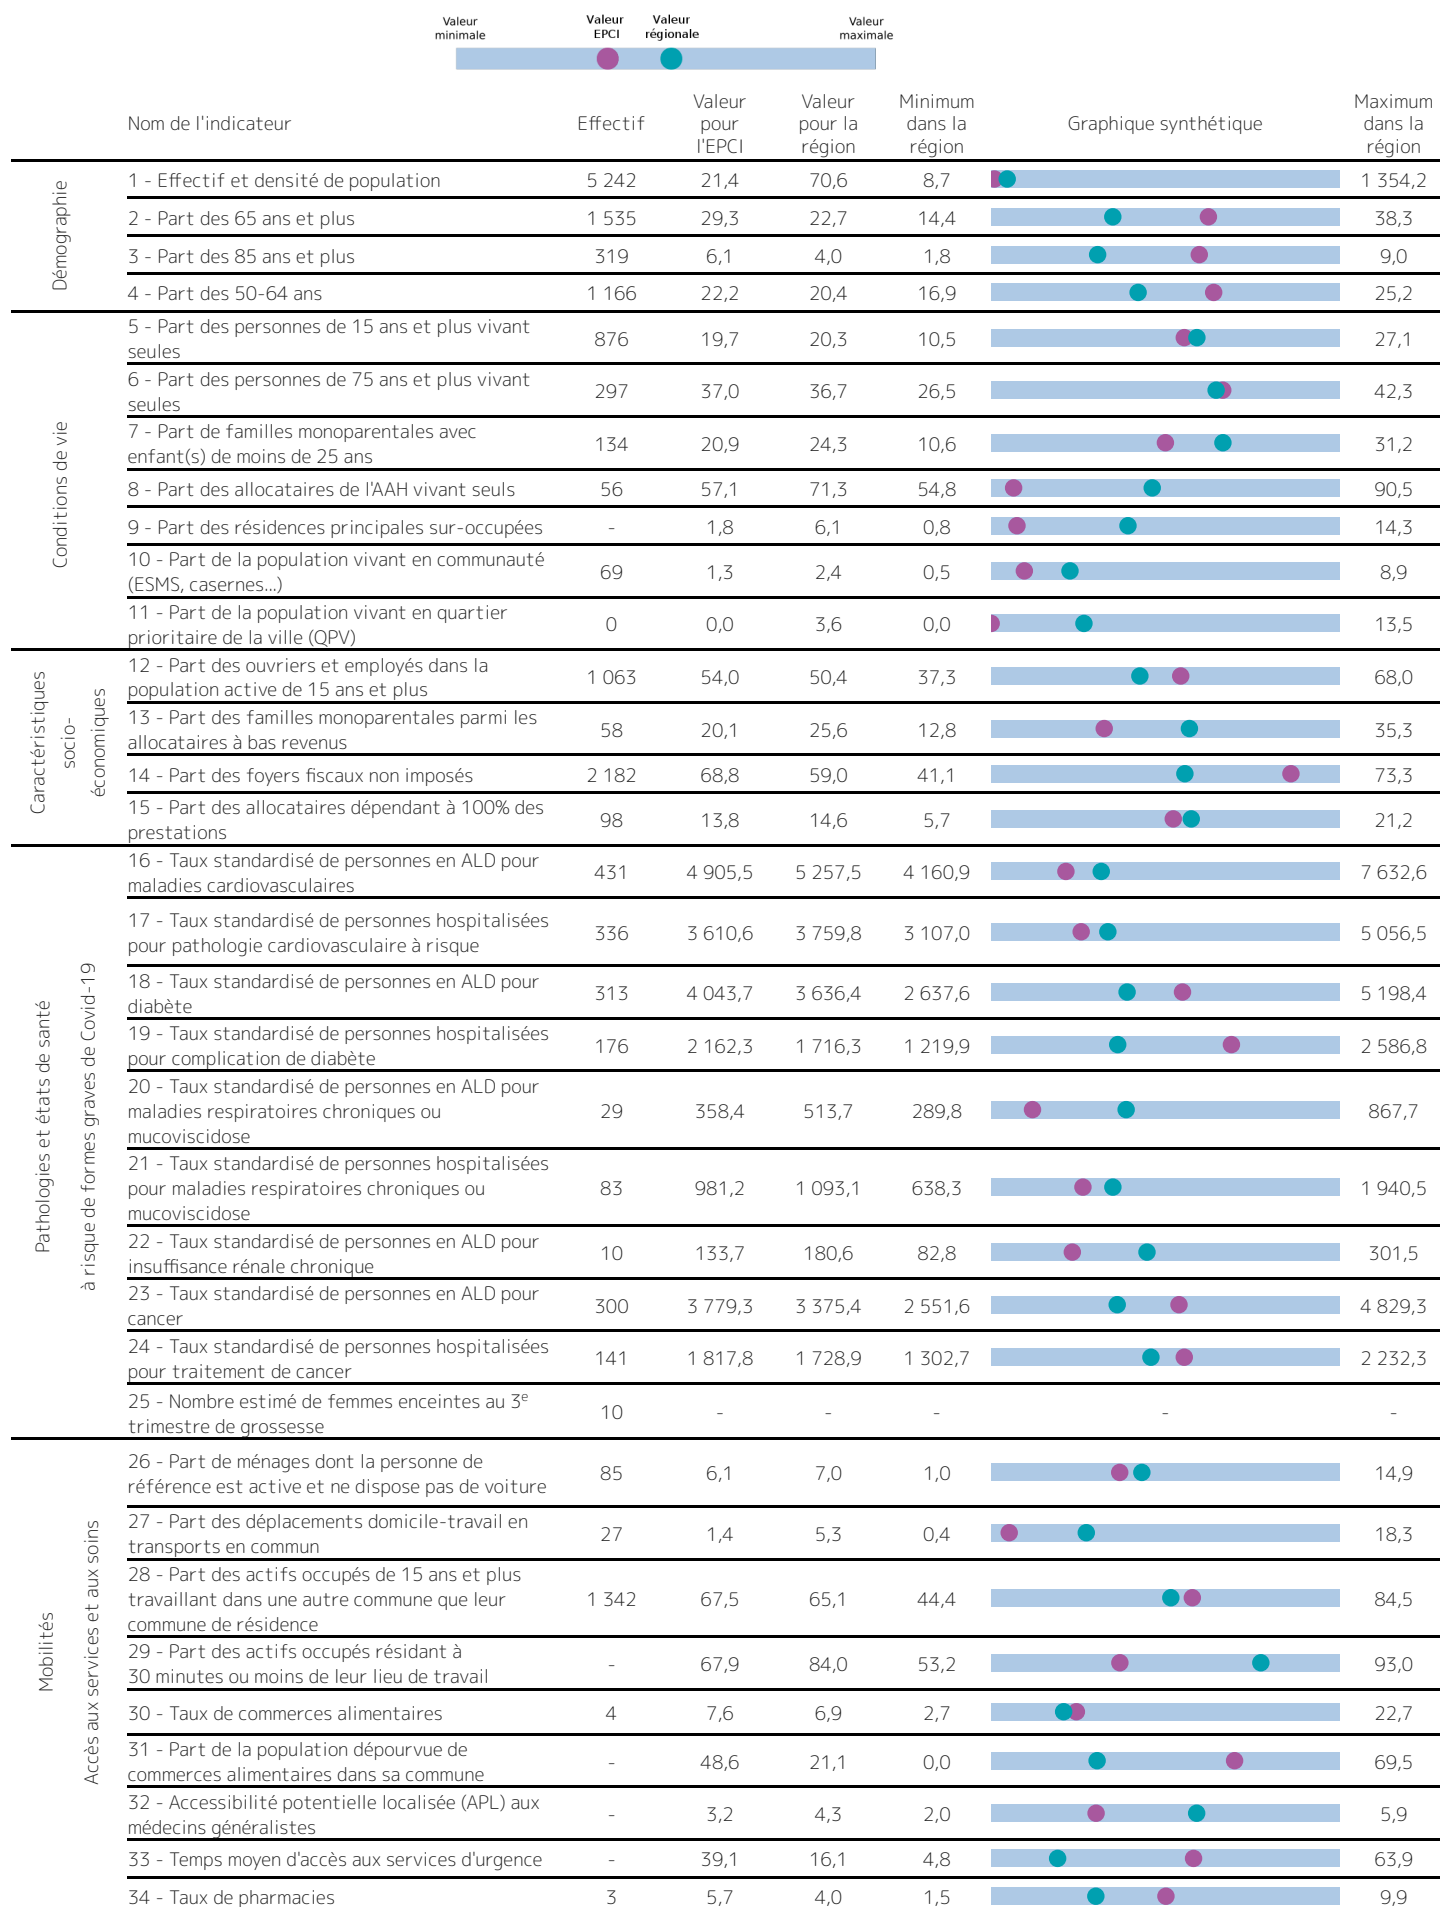 Valeur minimale
Valeur EPCI
Valeur régionale
Valeur maximale
Nom de l'indicateur
Effectif
Valeur pour l'EPCI
Valeur pour la région
Minimum dans la région
Graphique synthétique
Maximum dans la région
Démographie
1 - Effectif et densité de population 5 242 21,4 70,6 8,7 1 354,2
2 - Part des 65 ans et plus 1 535 29,3 22,7 14,4 38,3
3 - Part des 85 ans et plus 319 6,1 4,0 1,8 9,0
4 - Part des 50-64 ans 1 166 22,2 20,4 16,9 25,2
Conditions de vie
5 - Part des personnes de 15 ans et plus vivant
seules 876 19,7 20,3 10,5 27,1
6 - Part des personnes de 75 ans et plus vivant
seules 297 37,0 36,7 26,5 42,3
7 - Part de familles monoparentales avec
enfant(s) de moins de 25 ans 134 20,9 24,3 10,6 31,2
8 - Part des allocataires de l'AAH vivant seuls 56 57,1 71,3 54,8 90,5
9 - Part des résidences principales sur-occupées - 1,8 6,1 0,8 14,3
10 - Part de la population vivant en communauté
(ESMS, casernes...) 69 1,3 2,4 0,5 8,9
11 - Part de la population vivant en quartier
prioritaire de la ville (QPV) 0 0,0 3,6 0,0 13,5
Caractéristiques
socio-
économiques
12 - Part des ouvriers et employés dans la
population active de 15 ans et plus 1 063 54,0 50,4 37,3 68,0
13 - Part des familles monoparentales parmi les
allocataires à bas revenus 58 20,1 25,6 12,8 35,3
14 - Part des foyers fiscaux non imposés 2 182 68,8 59,0 41,1 73,3
15 - Part des allocataires dépendant à 100% des
prestations 98 13,8 14,6 5,7 21,2
Pathologies et états de santé
à risque de formes graves de Covid-19
16 - Taux standardisé de personnes en ALD pour
maladies cardiovasculaires 431 4 905,5 5 257,5 4 160,9 7 632,6
17 - Taux standardisé de personnes hospitalisées
pour pathologie cardiovasculaire à risque 336 3 610,6 3 759,8 3 107,0 5 056,5
18 - Taux standardisé de personnes en ALD pour
diabète 313 4 043,7 3 636,4 2 637,6 5 198,4
19 - Taux standardisé de personnes hospitalisées
pour complication de diabète 176 2 162,3 1 716,3 1 219,9 2 586,8
20 - Taux standardisé de personnes en ALD pour
maladies respiratoires chroniques ou
mucoviscidose 29 358,4 513,7 289,8 867,7
21 - Taux standardisé de personnes hospitalisées
pour maladies respiratoires chroniques ou
mucoviscidose 83 981,2 1 093,1 638,3 1 940,5
22 - Taux standardisé de personnes en ALD pour
insuffisance rénale chronique 10 133,7 180,6 82,8 301,5
23 - Taux standardisé de personnes en ALD pour
cancer 300 3 779,3 3 375,4 2 551,6 4 829,3
24 - Taux standardisé de personnes hospitalisées
pour traitement de cancer 141 1 817,8 1 728,9 1 302,7 2 232,3
25 - Nombre estimé de femmes enceintes au 3e
trimestre de grossesse 10 - - - - -
Mobilités
Accès aux services et aux soins
26 - Part de ménages dont la personne de
référence est active et ne dispose pas de voiture 85 6,1 7,0 1,0 14,9
27 - Part des déplacements domicile-travail en
transports en commun 27 1,4 5,3 0,4 18,3
28 - Part des actifs occupés de 15 ans et plus
travaillant dans une autre commune que leur
commune de résidence 1 342 67,5 65,1 44,4 84,5
29 - Part des actifs occupés résidant à
30 minutes ou moins de leur lieu de travail - 67,9 84,0 53,2 93,0
30 - Taux de commerces alimentaires 4 7,6 6,9 2,7 22,7
31 - Part de la population dépourvue de
commerces alimentaires dans sa commune - 48,6 21,1 0,0 69,5
32 - Accessibilité potentielle localisée (APL) aux
médecins généralistes - 3,2 4,3 2,0 5,9
33 - Temps moyen d'accès aux services d'urgence - 39,1 16,1 4,8 63,9
34 - Taux de pharmacies 3 5,7 4,0 1,5 9,9